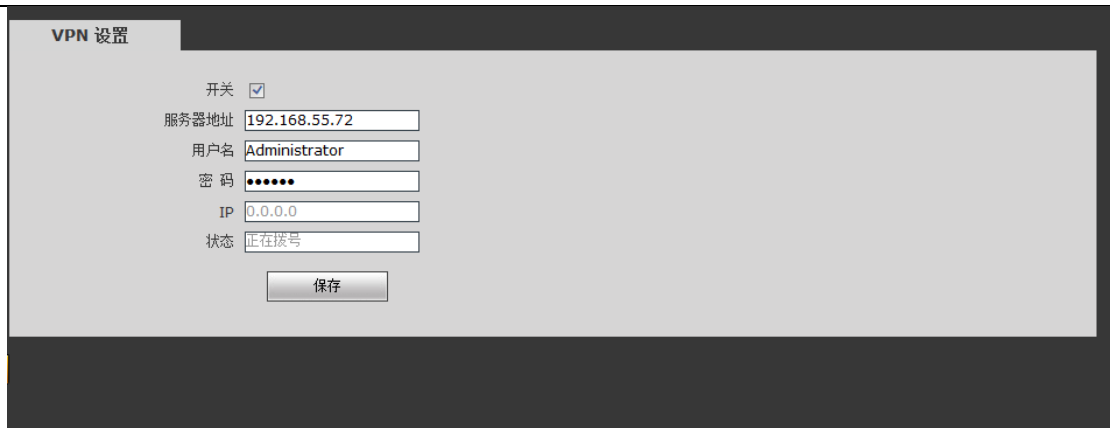 VPN 设置
开关
服务器地址 192.168.55.72
用户名 Administrator
密 码 ••••••
IP 0.0.0.0
状态 正在拨号
保存